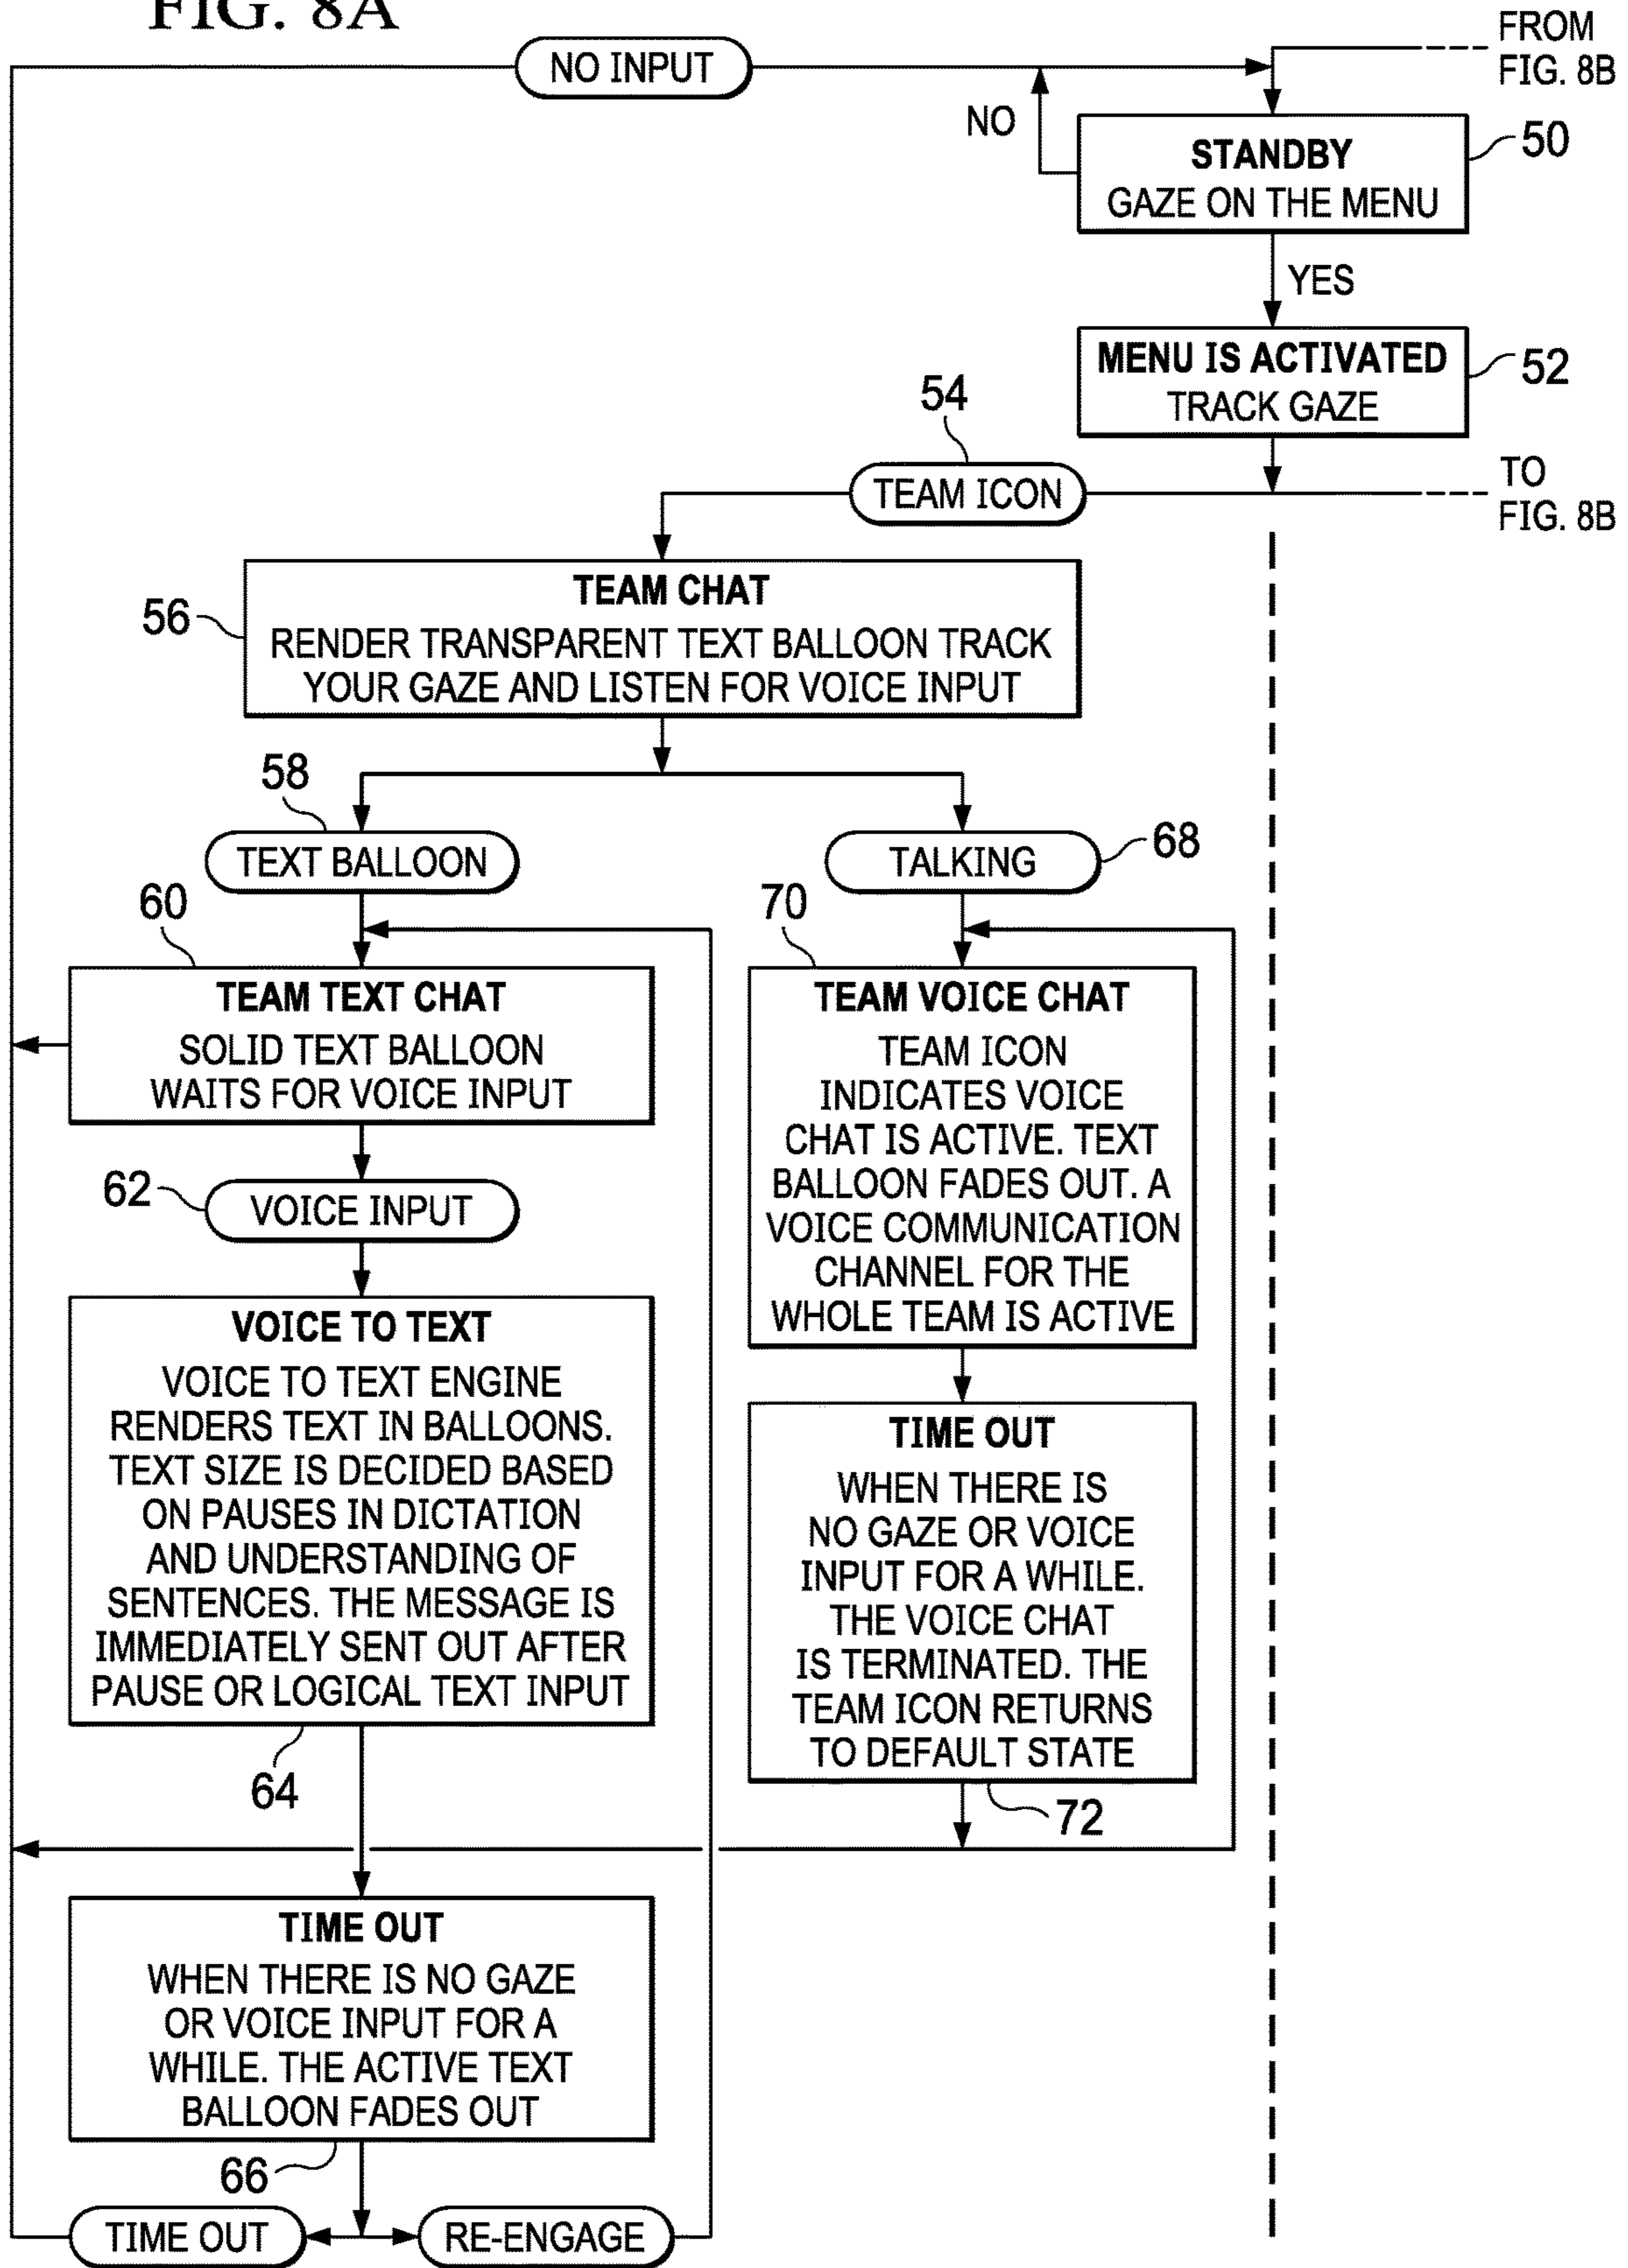 FIG. 8A
NO INPUT
FROM
FIG. 8B
NO
STANDBY
GAZE ON THE MENU
50
YES
MENU IS ACTIVATED
TRACK GAZE
52
54
TEAM ICON
TO
FIG. 8B
TEAM CHAT
RENDER TRANSPARENT TEXT BALLOON TRACK
YOUR GAZE AND LISTEN FOR VOICE INPUT
56
58
TEXT BALLOON
TALKING
68
60
TEAM TEXT CHAT
SOLID TEXT BALLOON
WAITS FOR VOICE INPUT
62
VOICE INPUT
VOICE TO TEXT
VOICE TO TEXT ENGINE
RENDERS TEXT IN BALLOONS.
TEXT SIZE IS DECIDED BASED
ON PAUSES IN DICTATION
AND UNDERSTANDING OF
SENTENCES. THE MESSAGE IS
IMMEDIATELY SENT OUT AFTER
PAUSE OR LOGICAL TEXT INPUT
64
70
TEAM VOICE CHAT
TEAM ICON
INDICATES VOICE
CHAT IS ACTIVE. TEXT
BALLOON FADES OUT. A
VOICE COMMUNICATION
CHANNEL FOR THE
WHOLE TEAM IS ACTIVE
TIME OUT
WHEN THERE IS
NO GAZE OR VOICE
INPUT FOR A WHILE.
THE VOICE CHAT
IS TERMINATED. THE
TEAM ICON RETURNS
TO DEFAULT STATE
72
TIME OUT
WHEN THERE IS NO GAZE
OR VOICE INPUT FOR A
WHILE. THE ACTIVE TEXT
BALLOON FADES OUT
66
TIME OUT
RE-ENGAGE